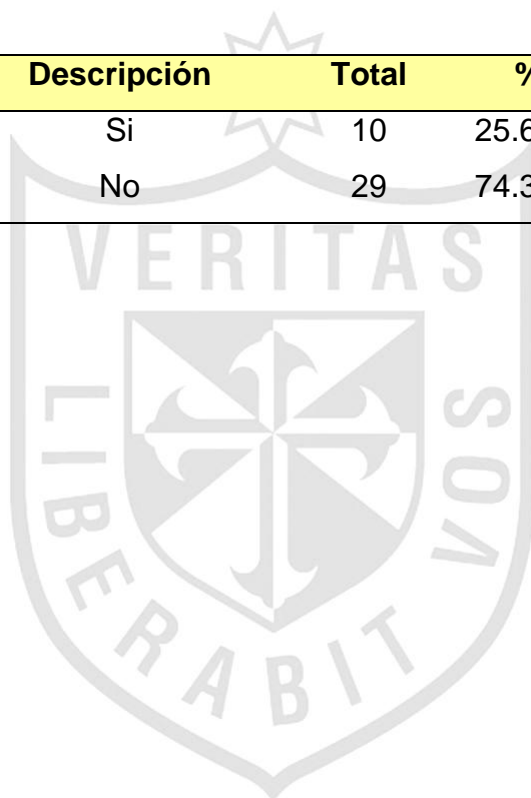 Descripción Total %
Si 10 25.6
No 29 74.3
VERITAS
LIBERABIT VOS